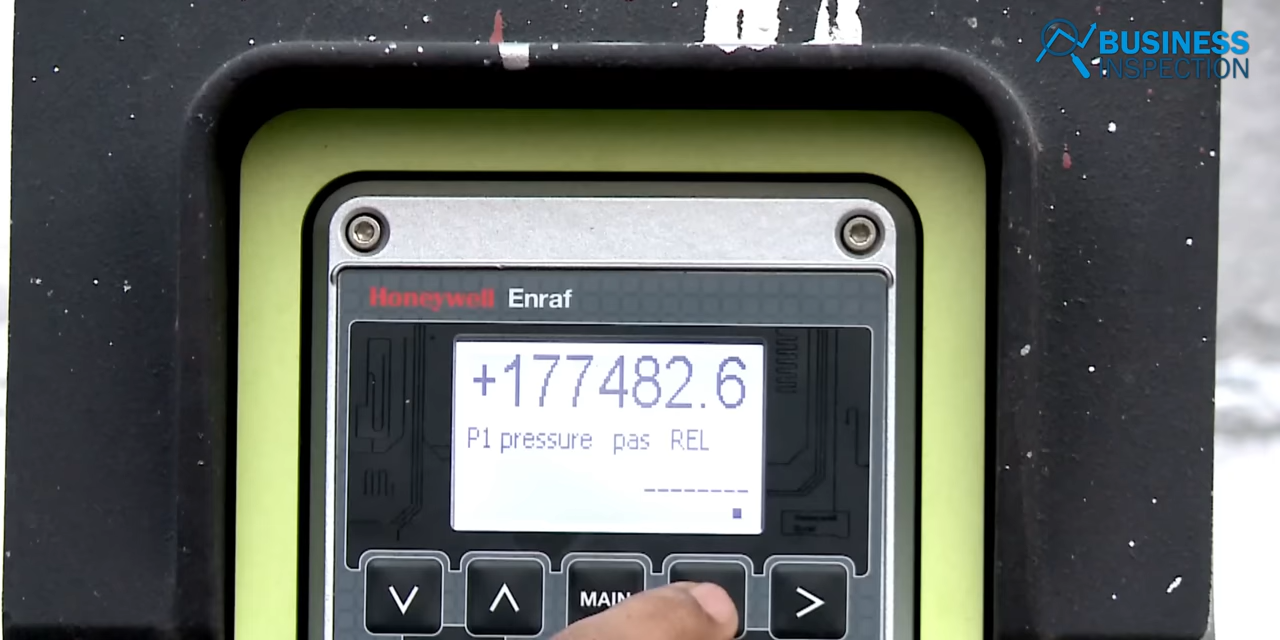 BUSINESS
INSPECTION
Honeywell Enraf
+177482.6
P1 pressure pas REL
--------
MAIN